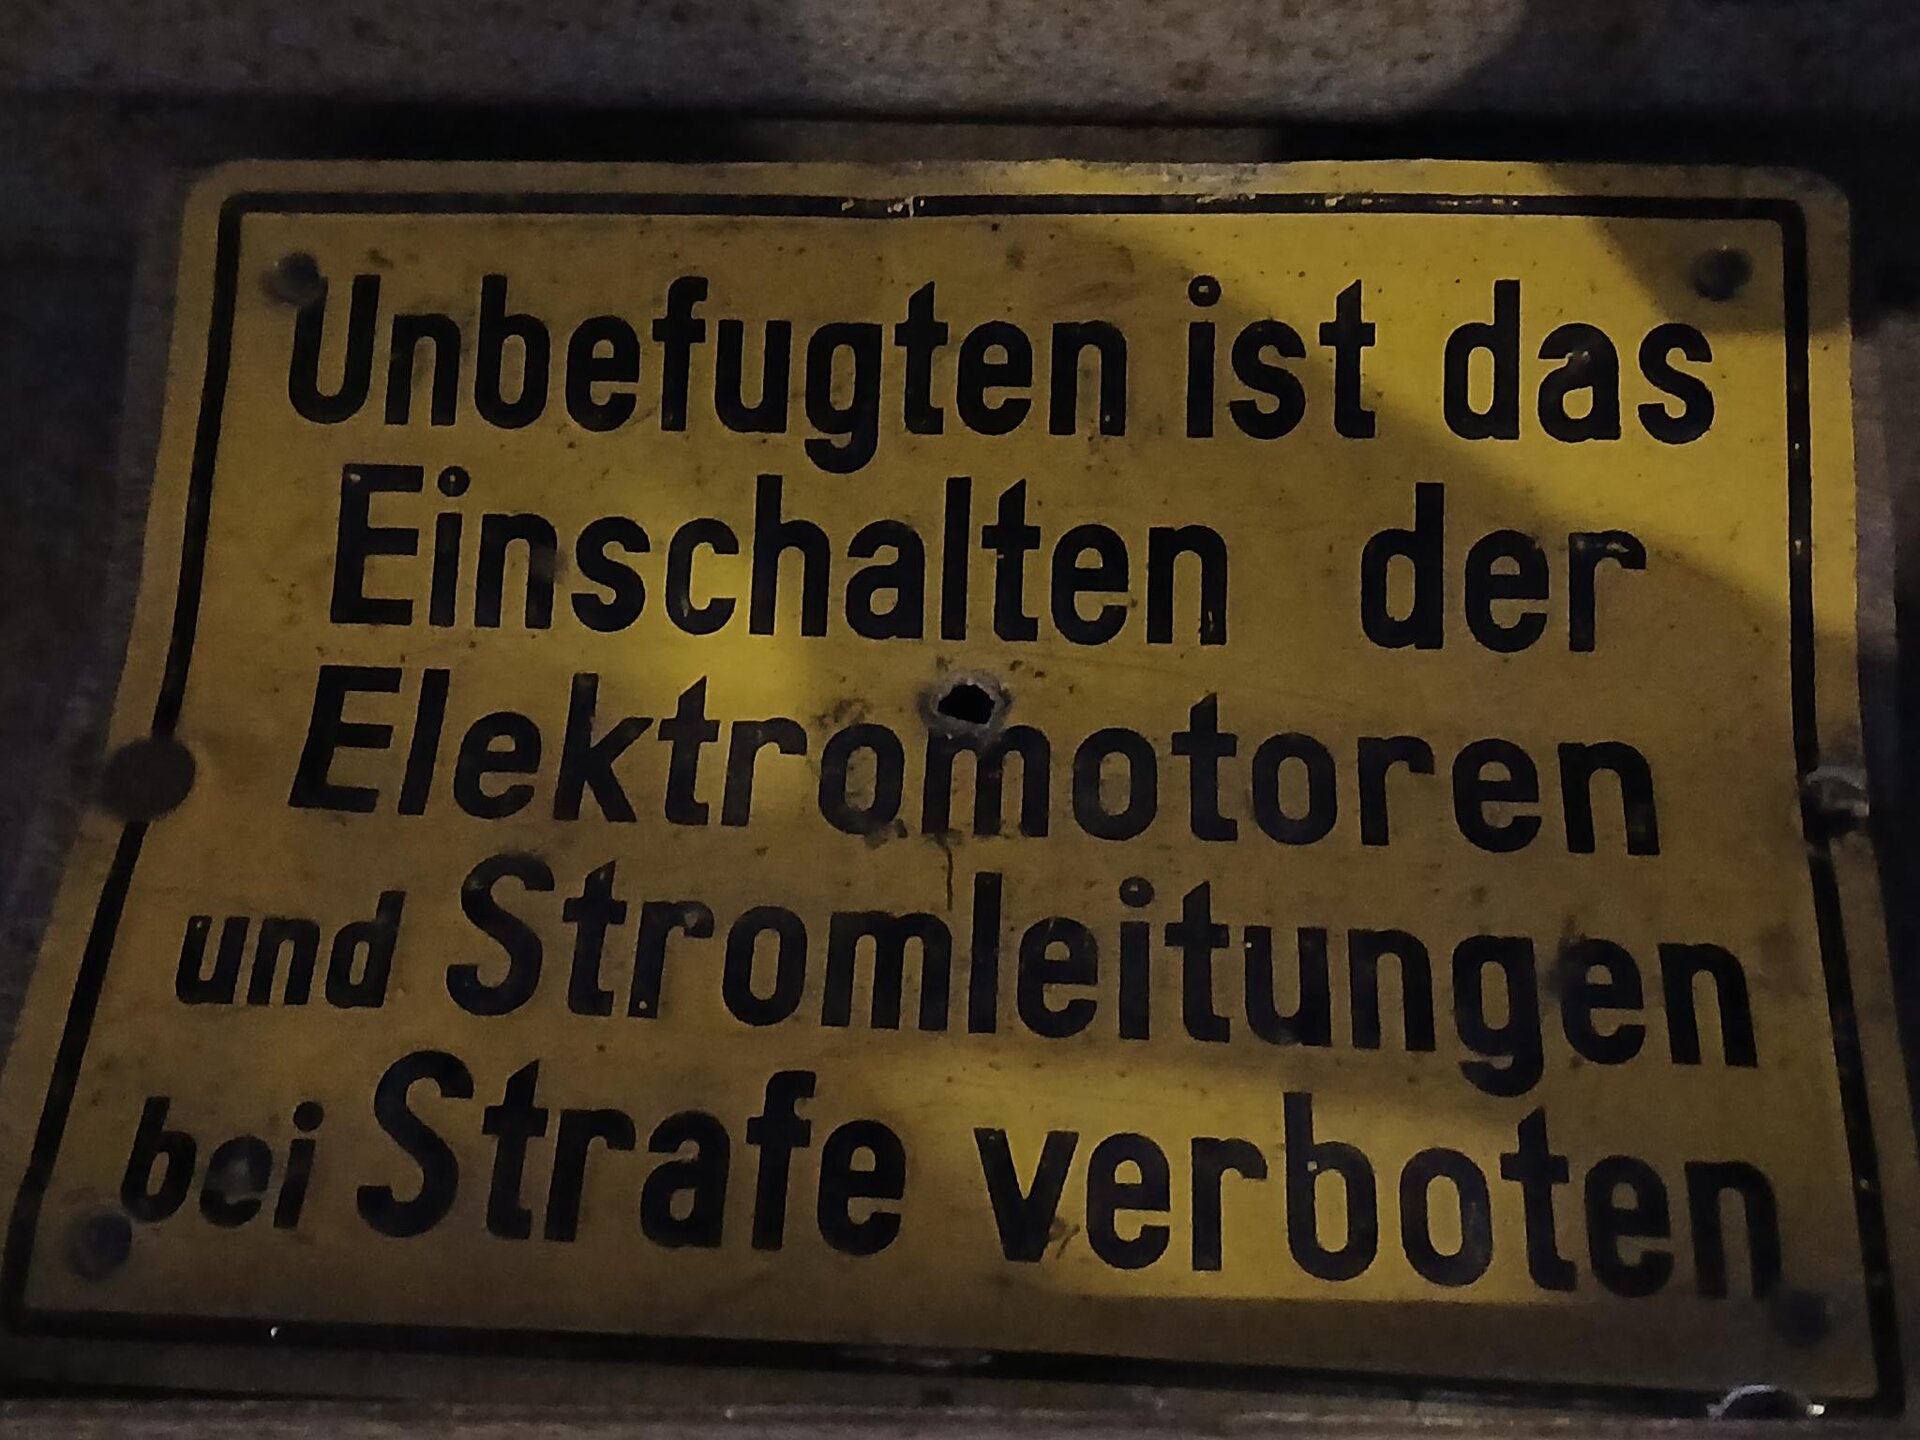 Unbefugten ist das
Einschalten der
Elektromotoren
und Stromleitungen
bei Strafe verboten